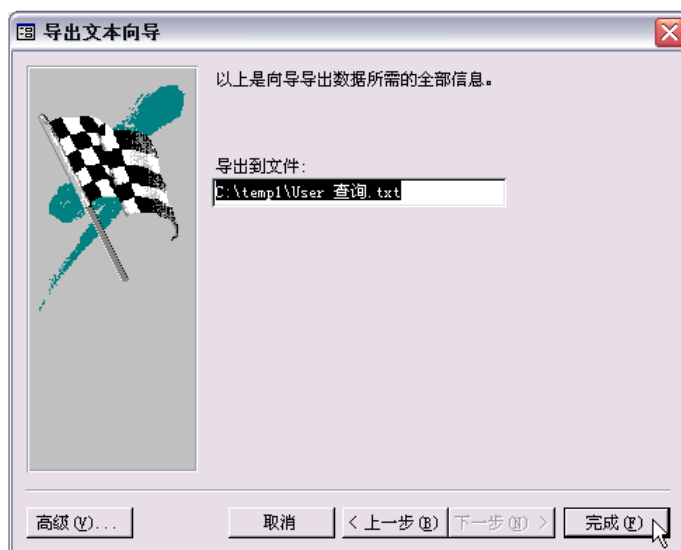 导出文本向导
以上是向导导出数据所需的全部信息。
导出到文件:
C:\temp1\User 查询.txt
高级(V)... 取消 < 上一步(B) 下一步(N) > 完成(F)